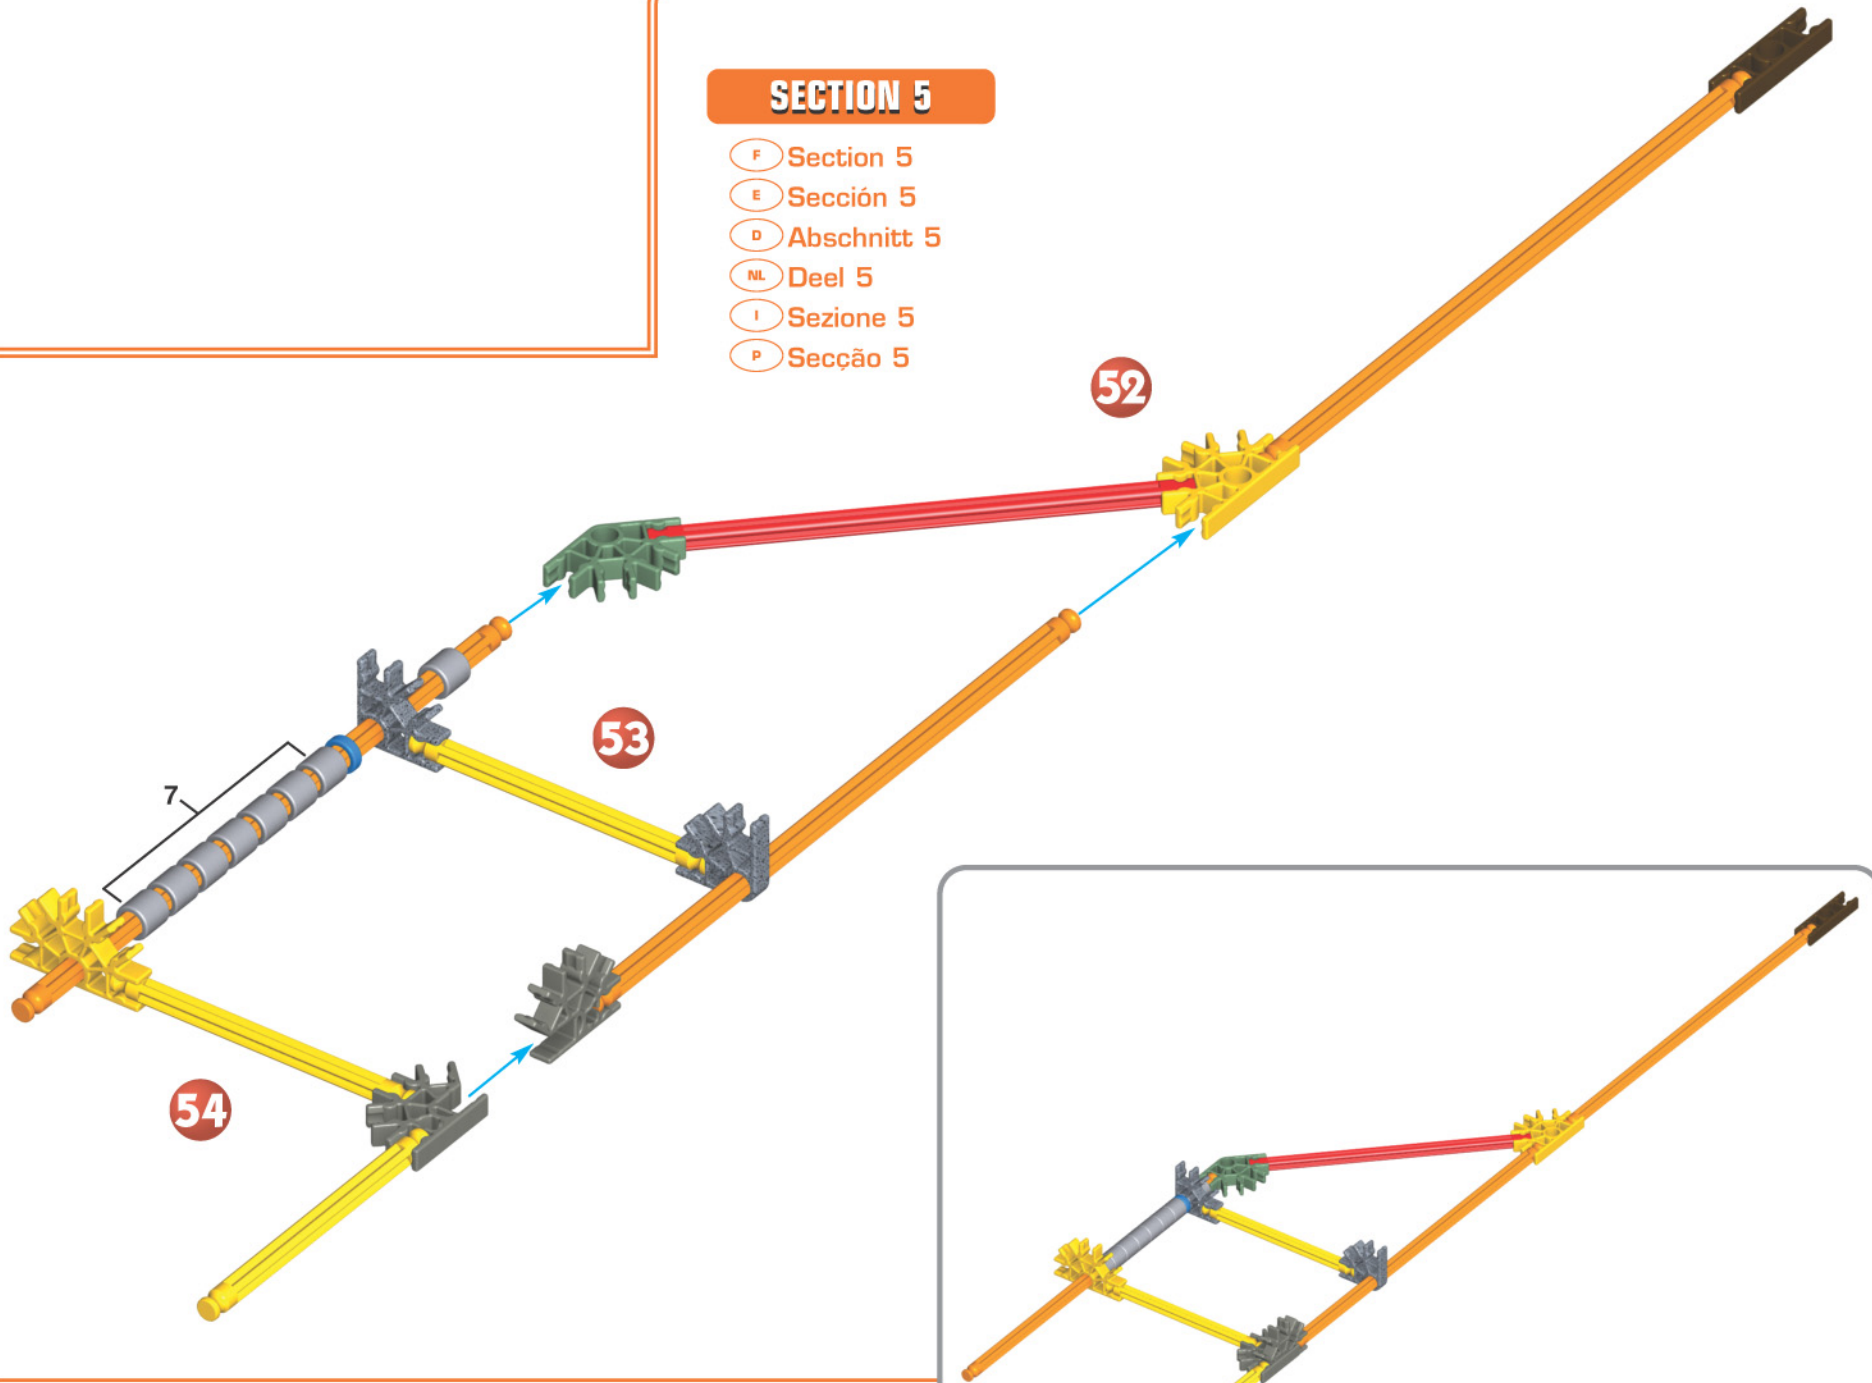 SECTION 5
F Section 5
E Sección 5
D Abschnitt 5
NL Deel 5
I Sezione 5
P Secção 5
52
53
7
54